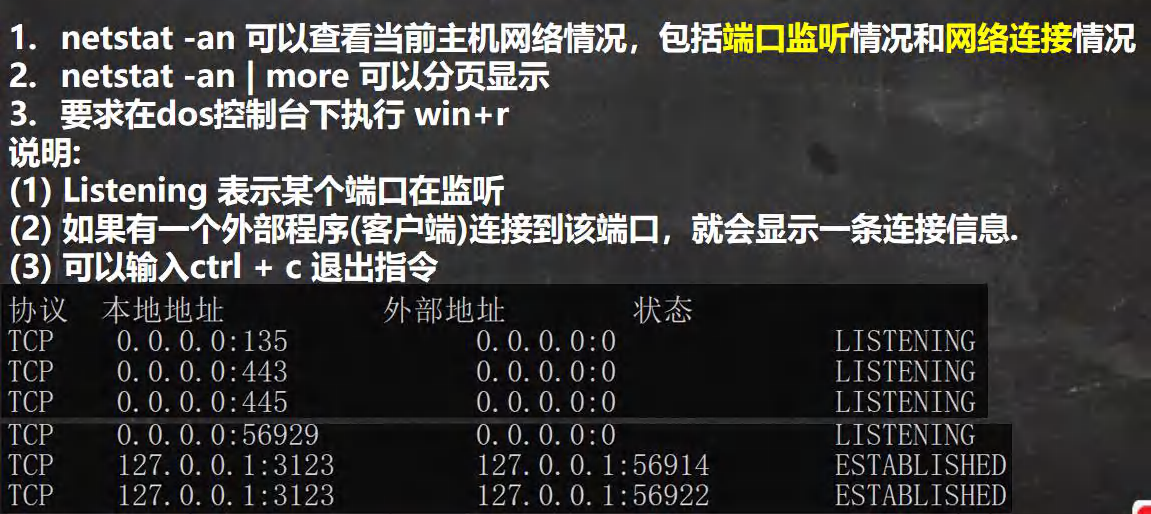 1. netstat -an 可以查看当前主机网络情况，包括端口监听情况和网络连接情况
2. netstat -an | more 可以分页显示
3. 要求在dos控制台下执行 win+r
说明:
(1) Listening 表示某个端口在监听
(2) 如果有一个外部程序(客户端)连接到该端口，就会显示一条连接信息.
(3) 可以输入ctrl + c 退出指令
协议 本地地址 外部地址 状态
TCP 0.0.0.0:135 0.0.0.0:0 LISTENING
TCP 0.0.0.0:443 0.0.0.0:0 LISTENING
TCP 0.0.0.0:445 0.0.0.0:0 LISTENING
TCP 0.0.0.0:56929 0.0.0.0:0 LISTENING
TCP 127.0.0.1:3123 127.0.0.1:56914 ESTABLISHED
TCP 127.0.0.1:3123 127.0.0.1:56922 ESTABLISHED